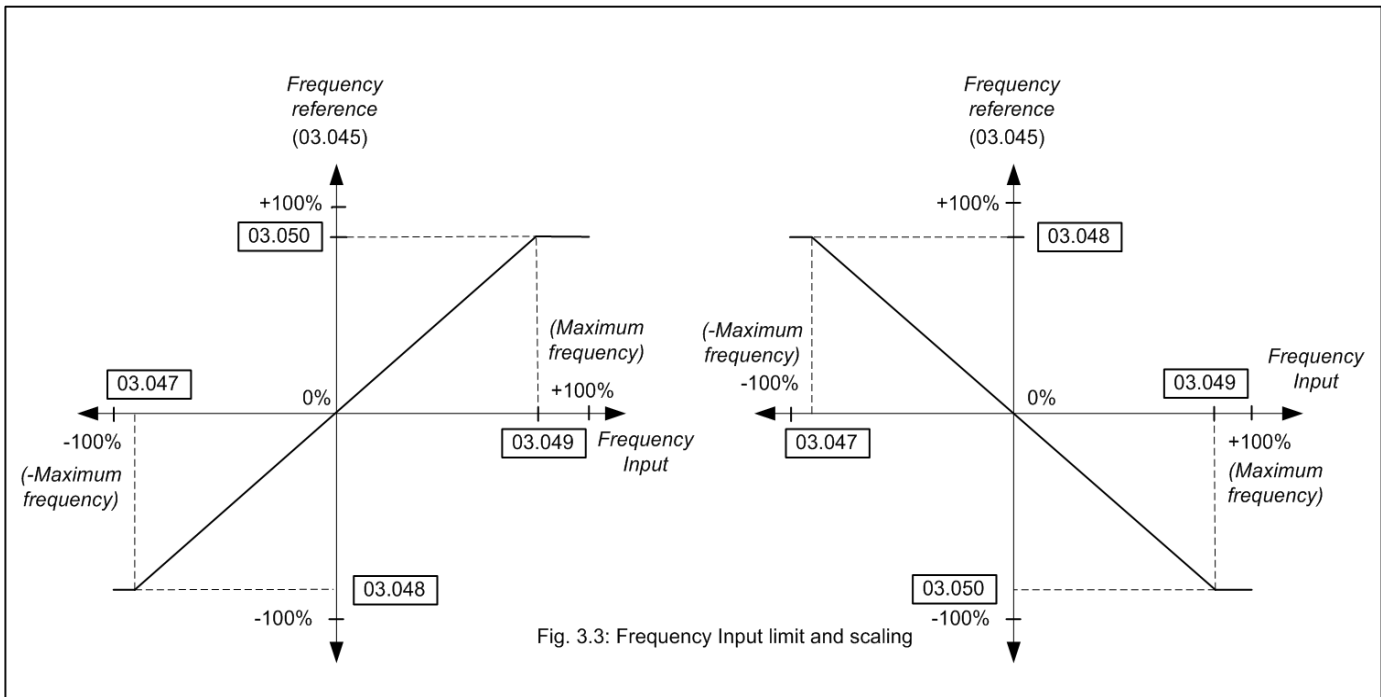 Frequency
reference
(03.045)
+100%
03.050
(Maximum
frequency)
+100%
03.047
0%
-100%
(-Maximum
frequency)
03.049
Frequency
Input
03.048
-100%
Frequency
reference
(03.045)
+100%
03.048
(-Maximum
frequency)
-100%
03.049
Frequency
Input
0%
03.047
+100%
(Maximum
frequency)
03.050
-100%
Fig. 3.3: Frequency Input limit and scaling